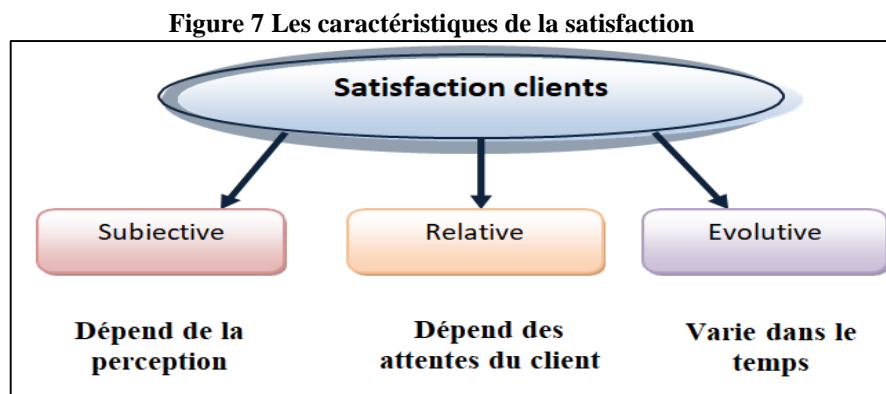 Figure 7 Les caractéristiques de la satisfaction
Satisfaction clients
Subiective
Relative
Evolutive
Dépend de la
perception
Dépend des
attentes du client
Varie dans le
temps